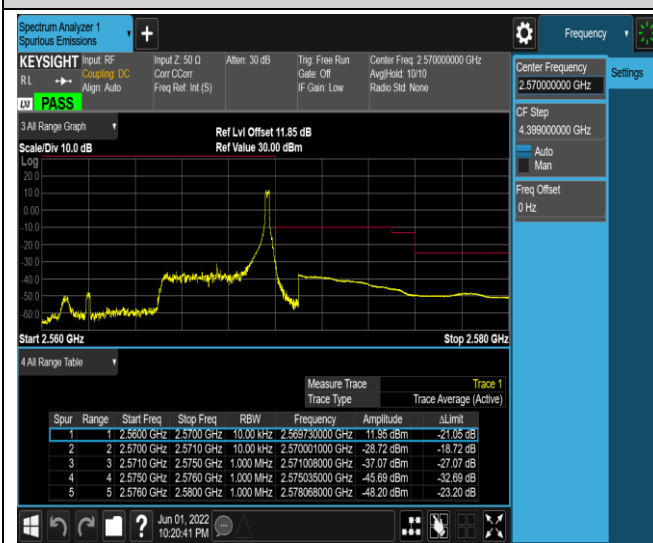 Spectrum Analyzer 1
Spurious Emissions
+
Frequency
KEYSIGHT
Input: RF
Coupling: DC
Align: Auto
Input Z: 50 Ω
Corr CCorr
Freq Ref: Int (S)
Atten: 30 dB
Trig: Free Run
Gate: Off
IF Gain: Low
Center Freq: 2.570000000 GHz
Avg|Hold: 10/10
Radio Std: None
RL
LXI PASS
Center Frequency
2.570000000 GHz
Settings
CF Step
4.399000000 GHz
Auto
Man
Freq Offset
0 Hz
3 All Range Graph
Ref Lvl Offset 11.85 dB
Scale/Div 10.0 dB
Ref Value 30.00 dBm
Log
20.0
10.0
0.00
-10.0
-20.0
-30.0
-40.0
-50.0
-60.0
Start 2.560 GHz
Stop 2.580 GHz
4 All Range Table
Measure Trace Trace 1
Trace Type Trace Average (Active)
Spur Range Start Freq Stop Freq RBW Frequency Amplitude ΔLimit
1 1 2.5600 GHz 2.5700 GHz 10.00 kHz 2.569730000 GHz 11.95 dBm -21.05 dB
2 2 2.5700 GHz 2.5710 GHz 10.00 kHz 2.570001000 GHz -28.72 dBm -18.72 dB
3 3 2.5710 GHz 2.5750 GHz 1.000 MHz 2.571008000 GHz -37.07 dBm -27.07 dB
4 4 2.5750 GHz 2.5760 GHz 1.000 MHz 2.575035000 GHz -45.69 dBm -32.69 dB
5 5 2.5760 GHz 2.5800 GHz 1.000 MHz 2.578068000 GHz -48.20 dBm -23.20 dB
?
Jun 01, 2022
10:20:41 PM